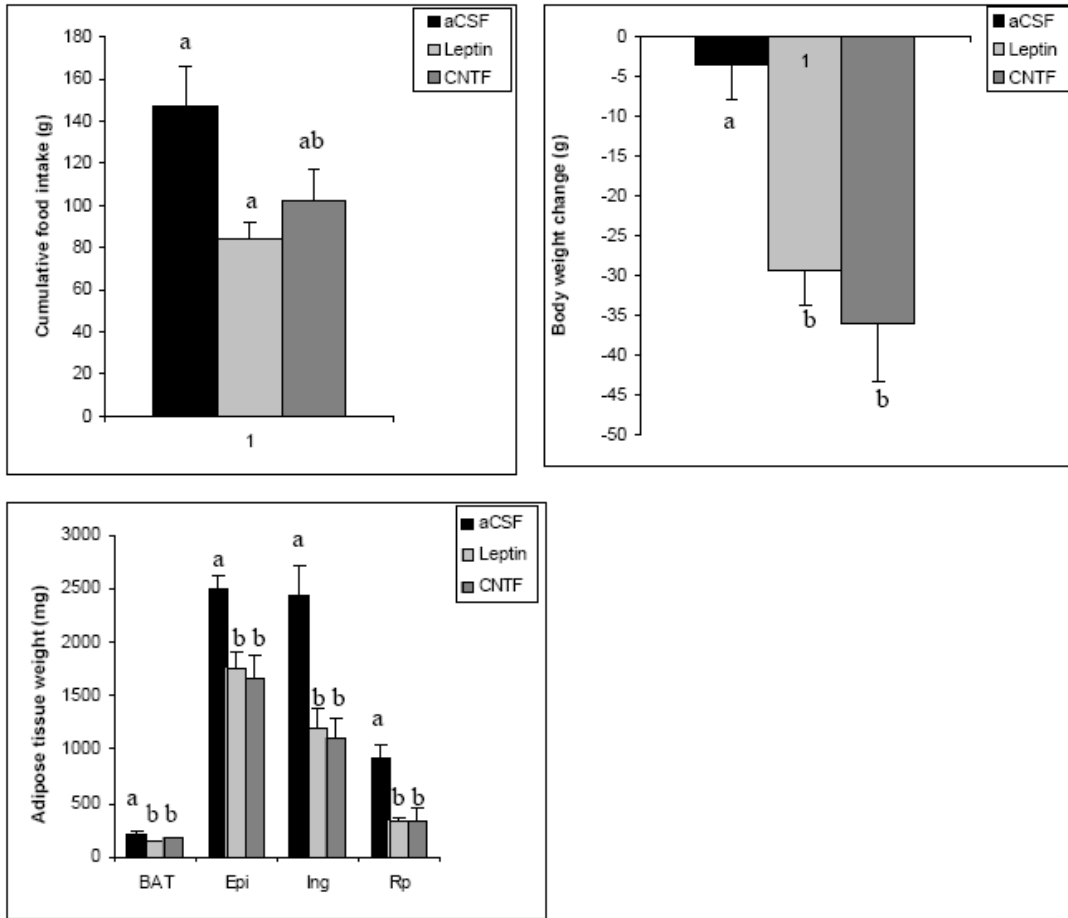 aCSF
Leptin
CNTF
180
160
140
120
100
80
60
40
20
0
Cumulative food intake (g)
a
a
ab
1
aCSF
Leptin
CNTF
0
-5
-10
-15
-20
-25
-30
-35
-40
-45
-50
Body weight change (g)
1
a
b
b
aCSF
Leptin
CNTF
3000
2500
2000
1500
1000
500
0
Adipose tissue weight (mg)
a
b b
a
b b
a
b b
a
b b
BAT Epi Ing Rp